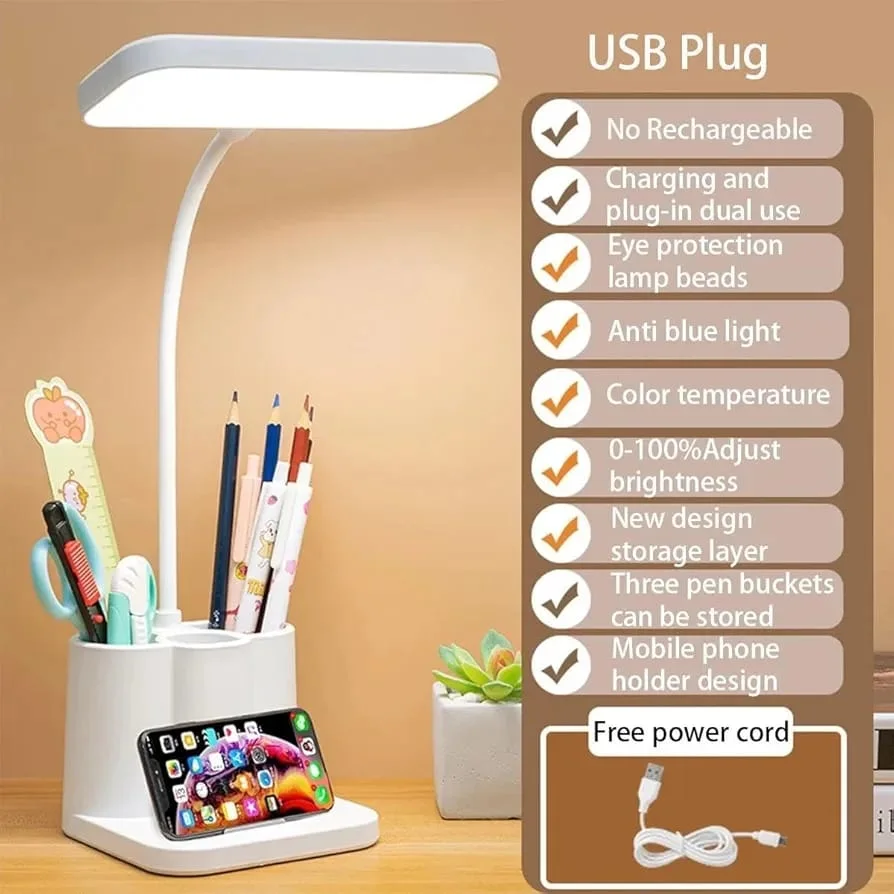 USB Plug
No Rechargeable
Charging and
plug-in dual use
Eye protection
lamp beads
Anti blue light
Color temperature
0-100%Adjust
brightness
New design
storage layer
Three pen buckets
can be stored
Mobile phone
holder design
Free power cord